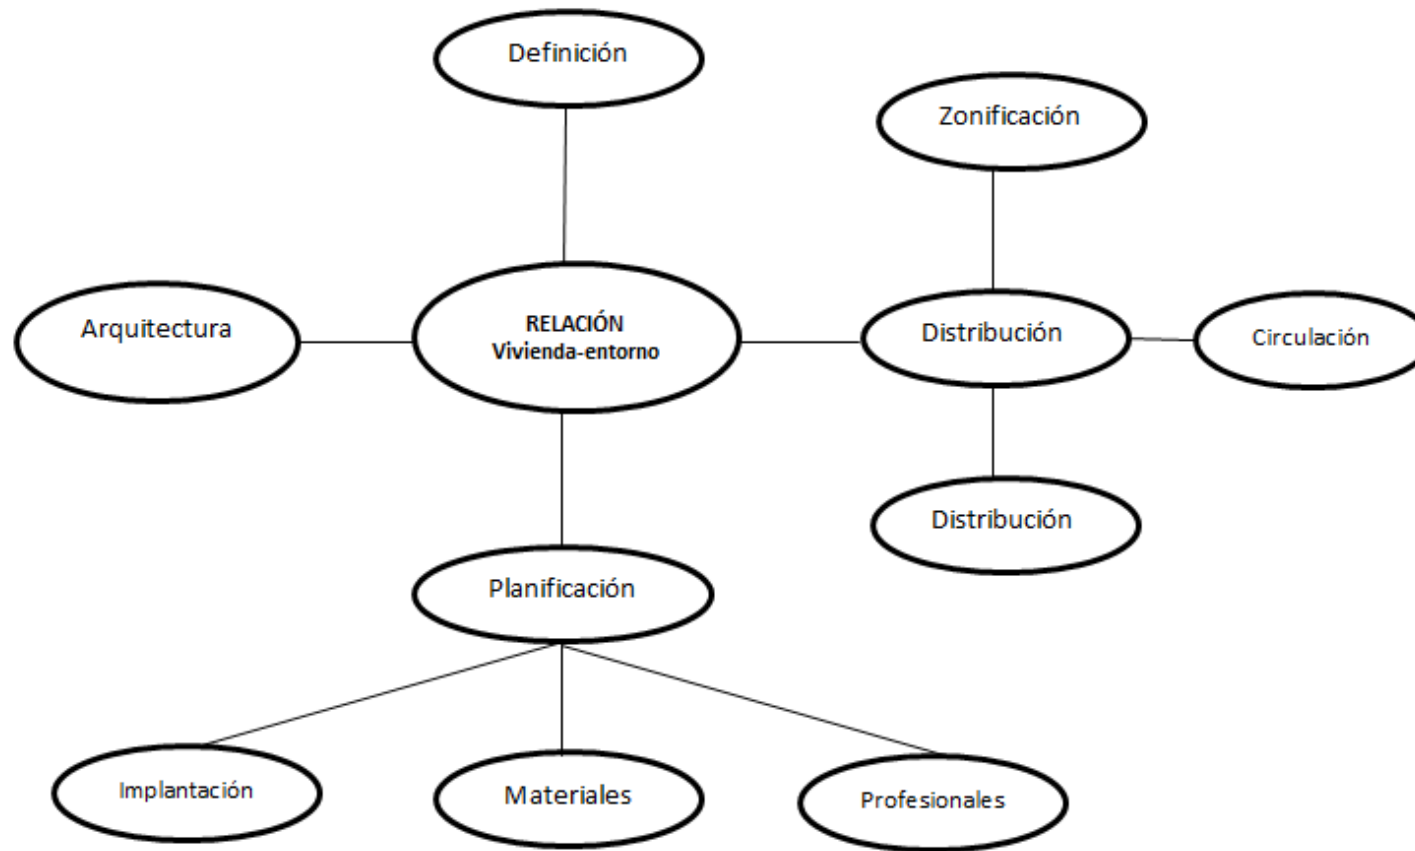 Definición
Zonificación
Arquitectura
RELACIÓN
Vivienda-entorno
Distribución
Circulación
Distribución
Planificación
Implantación
Materiales
Profesionales